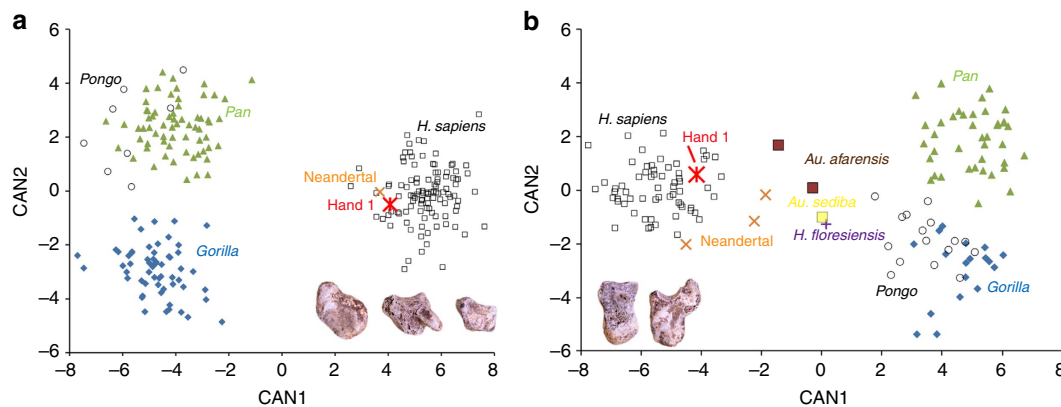 a
6
4
2
0
−2
−4
−6
CAN2
−8
−6
−4
−2
0
2
4
6
8
CAN1
Pongo
Pan
H. sapiens
Neandertal
Hand 1
Gorilla
b
6
4
2
0
−2
−4
−6
CAN2
−8
−6
−4
−2
0
2
4
6
8
CAN1
Pan
H. sapiens
Hand 1
Au. afarensis
Au. sediba
H. floresiensis
Neandertal
Pongo
Gorilla